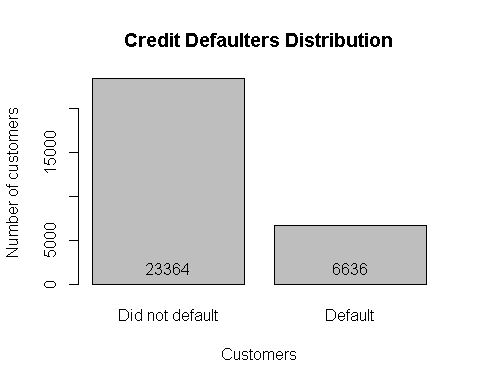 Credit Defaulters Distribution
Number of customers
15000
5000
0
23364
6636
Did not default
Default
Customers